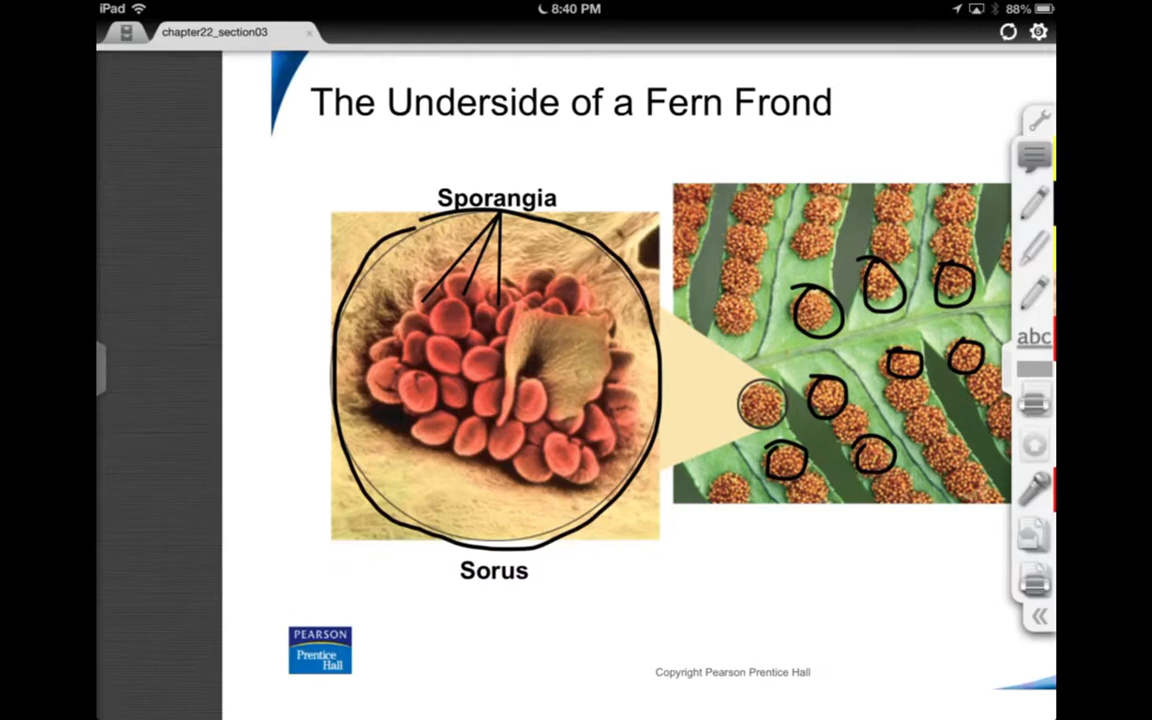 iPad
8:40 PM
88%
chapter22_section03
The Underside of a Fern Frond
Sporangia
abc
Sorus
PEARSON
Prentice
Hall
Copyright Pearson Prentice Hall